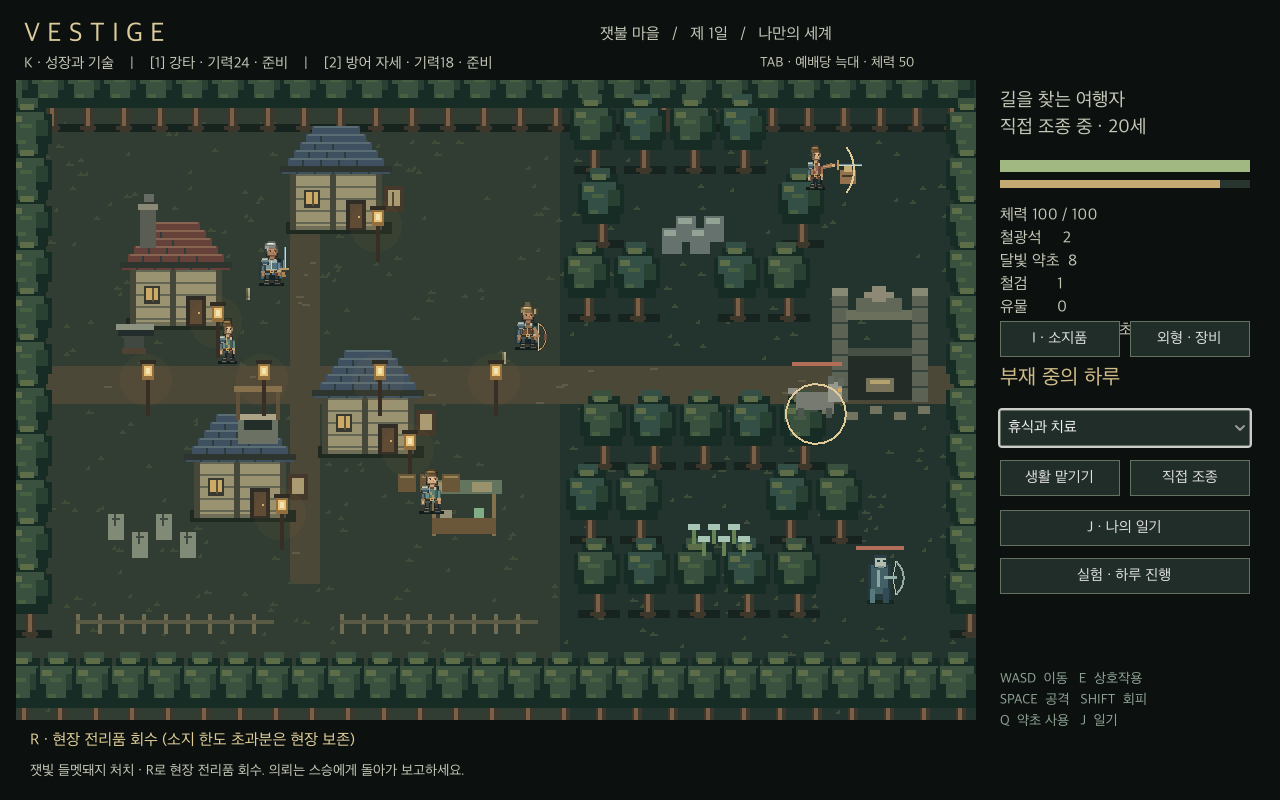 VESTIGE
잿불 마을 / 제 1일 / 나만의 세계
K · 성장과 기술 | [1] 강타 · 기력24 · 준비 | [2] 방어 자세 · 기력18 · 준비
TAB · 예배당 늑대 · 체력 50
길을 찾는 여행자
직접 조종 중 · 20세
체력 100 / 100
철광석 2
달빛 약초 8
철검 1
유물 0
I · 소지품
외형 · 장비
부재 중의 하루
휴식과 치료
생활 맡기기
직접 조종
J · 나의 일기
실험 · 하루 진행
WASD 이동 E 상호작용
SPACE 공격 SHIFT 회피
Q 약초 사용 J 일기
R · 현장 전리품 회수 (소지 한도 초과분은 현장 보존)
잿빛 들멧돼지 처치 · R로 현장 전리품 회수. 의뢰는 스승에게 돌아가 보고하세요.